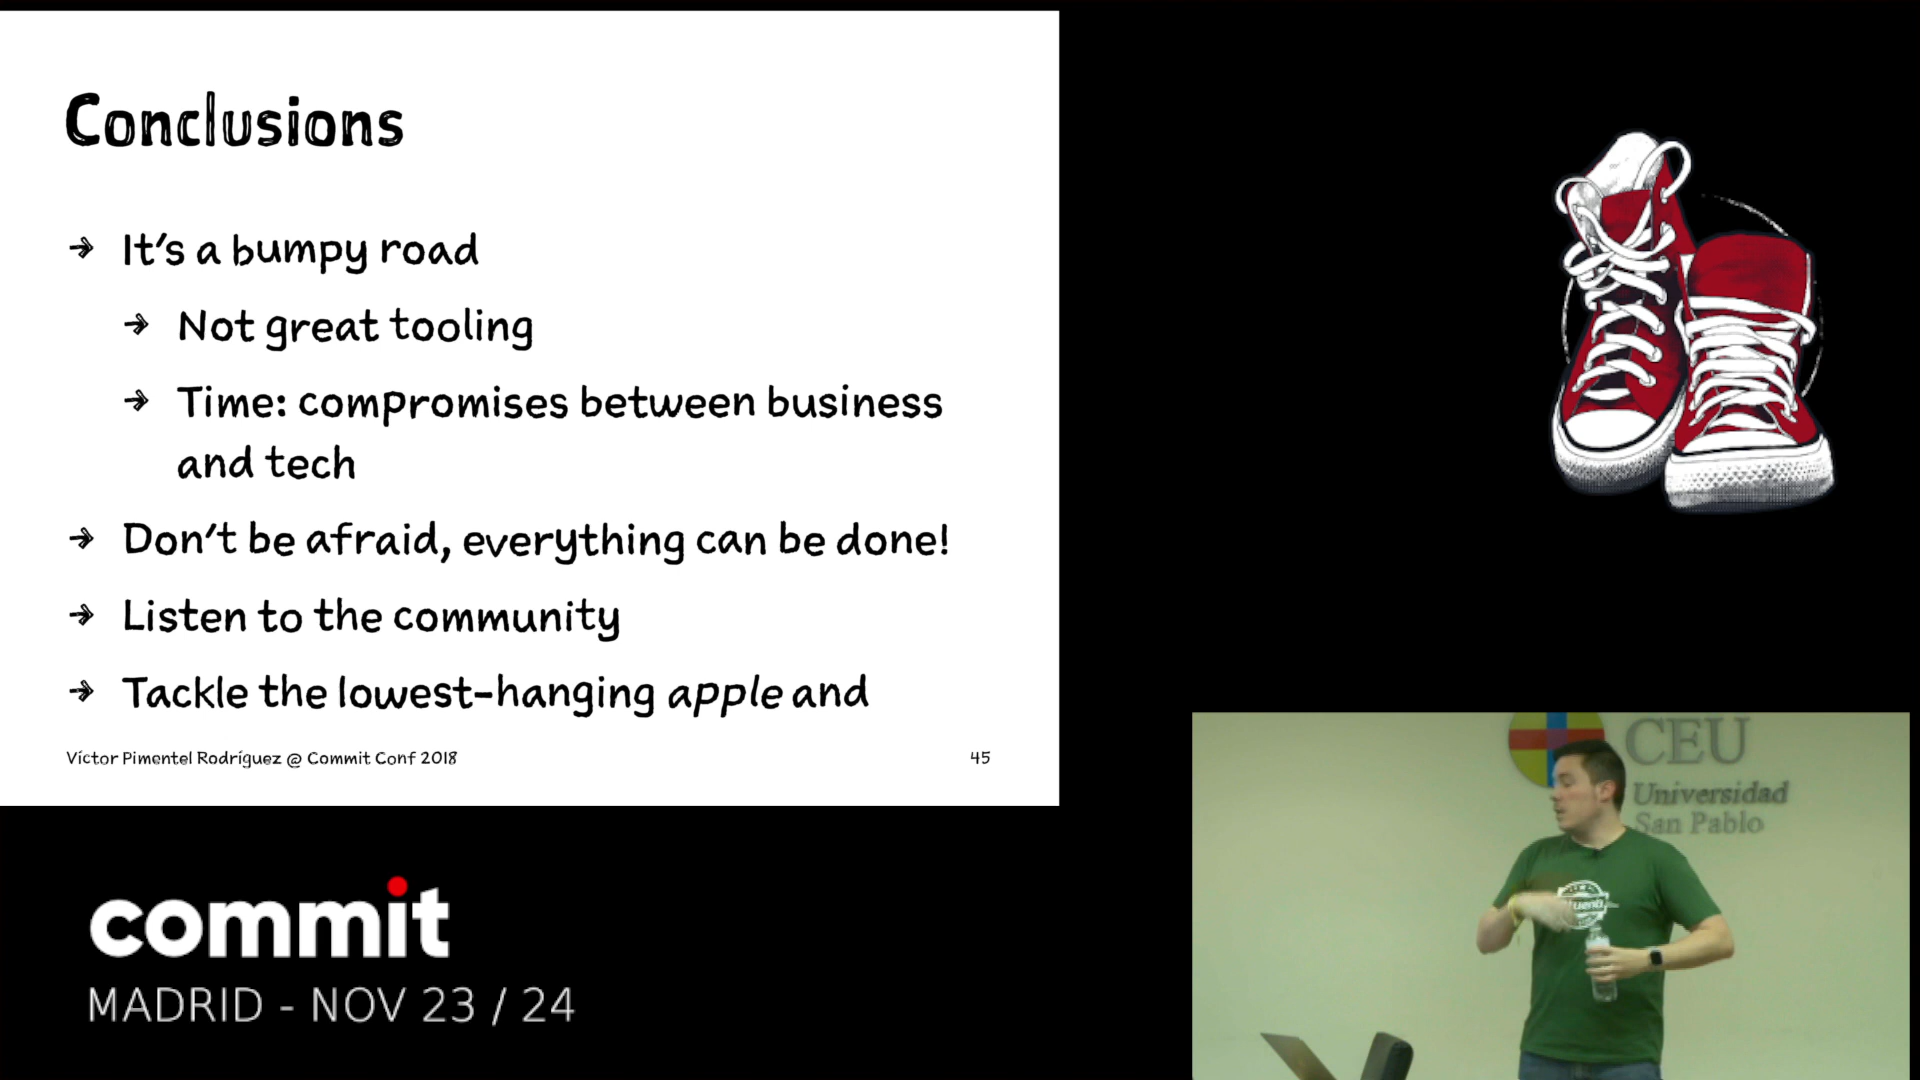 Conclusions
It's a bumpy road
Not great tooling
Time: compromises between business
and tech
Don't be afraid, everything can be done!
Listen to the community
Tackle the lowest-hanging apple and
Víctor Pimentel Rodríguez @ Commit Conf 2018
45
commit
MADRID - NOV 23 / 24
CEU
Universidad
San Pablo